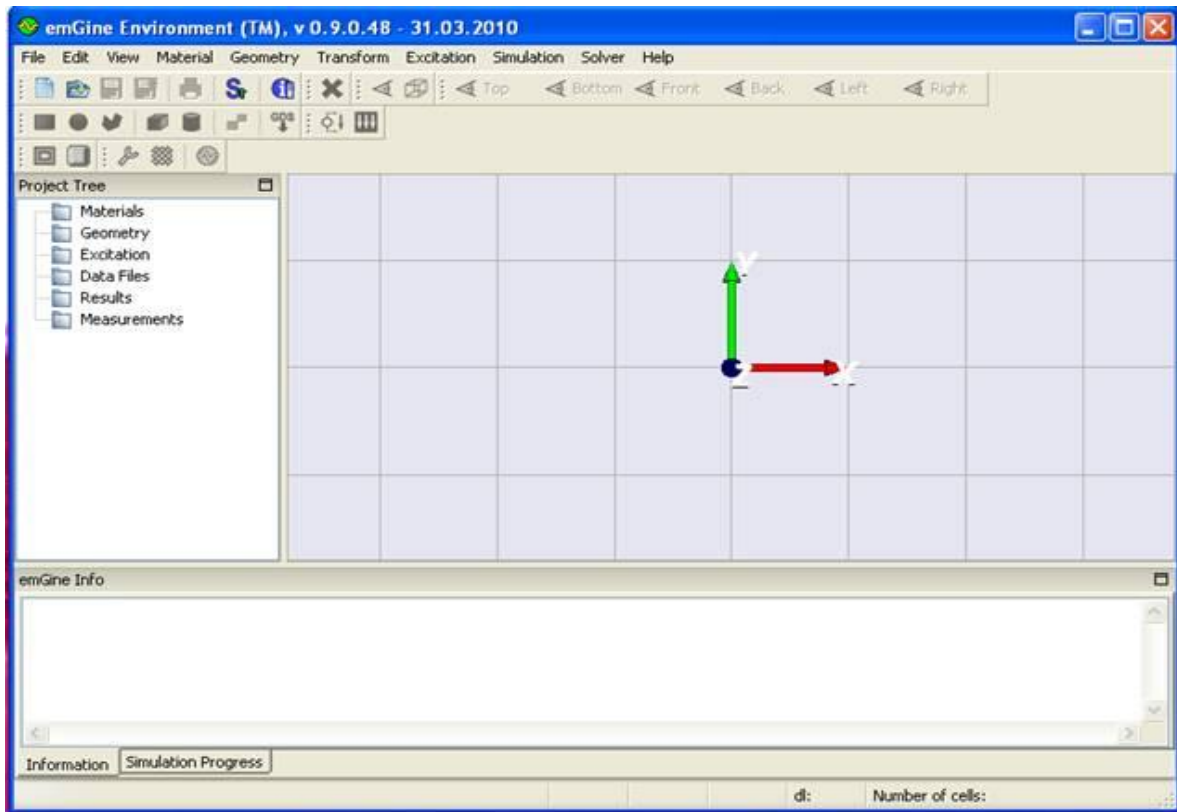 emGine Environment (TM), v 0.9.0.48 - 31.03.2010
File Edit View Material Geometry Transform Excitation Simulation Solver Help
Top Bottom Front Back Left Right
GDS
Project Tree
Materials
Geometry
Excitation
Data Files
Results
Measurements
Y
Z
X
emGine Info
Information Simulation Progress
dl: Number of cells: